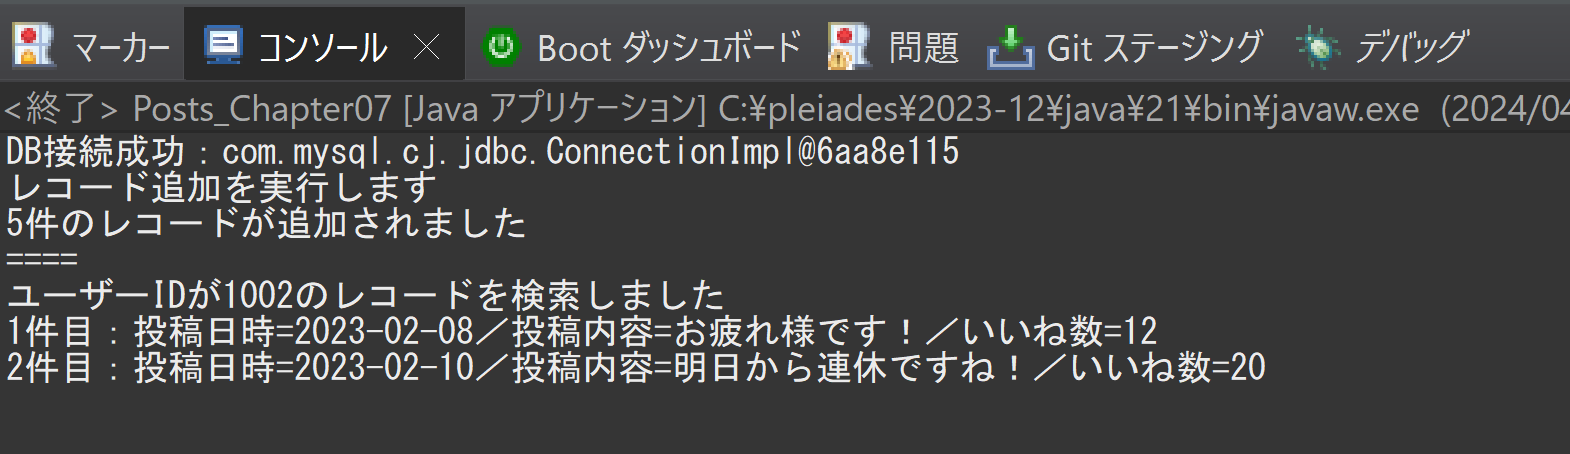 マーカー コンソール Boot ダッシュボード 問題 Git ステージング デバッグ
<終了> Posts_Chapter07 [Java アプリケーション] C:¥pleiades¥2023-12¥java¥21¥bin¥javaw.exe (2024/04
DB接続成功：com.mysql.cj.jdbc.ConnectionImpl@6aa8e115
レコード追加を実行します
5件のレコードが追加されました
====
ユーザーIDが1002のレコードを検索しました
1件目：投稿日時=2023-02-08／投稿内容=お疲れ様です！／いいね数=12
2件目：投稿日時=2023-02-10／投稿内容=明日から連休ですね！／いいね数=20